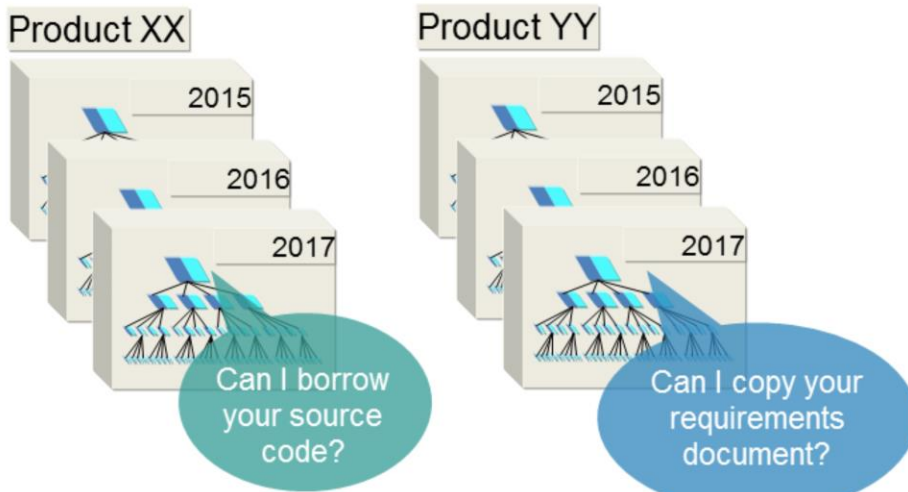 Product XX
2015
2016
2017
Can I borrow
your source
code?
Product YY
2015
2016
2017
Can I copy your
requirements
document?